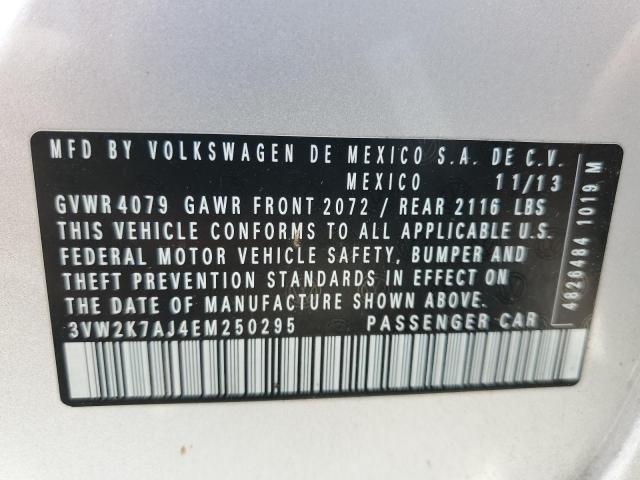 MFD BY VOLKSWAGEN DE MEXICO S.A. DE C.V.
MEXICO 11/13
GVWR 4079 GAWR FRONT 2072 / REAR 2116 LBS
THIS VEHICLE CONFORMS TO ALL APPLICABLE U.S.
FEDERAL MOTOR VEHICLE SAFETY, BUMPER AND
THEFT PREVENTION STANDARDS IN EFFECT ON
THE DATE OF MANUFACTURE SHOWN ABOVE.
3VW2K7AJ4EM250295 PASSENGER CAR
4826484 1019 M